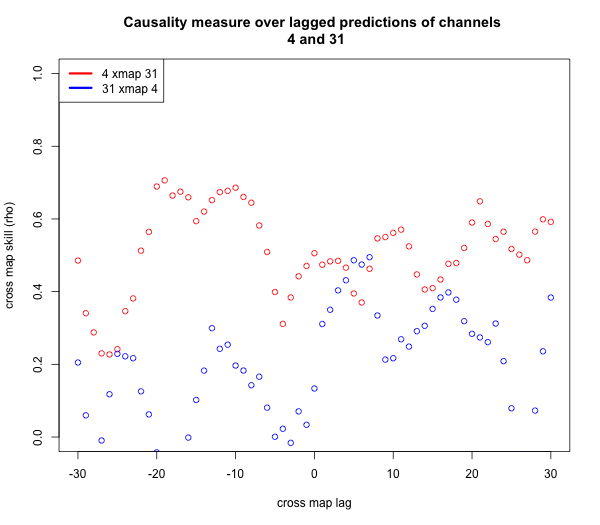 Causality measure over lagged predictions of channels
4 and 31
4 xmap 31
31 xmap 4
cross map skill (rho)
1.0
0.8
0.6
0.4
0.2
0.0
-30 -20 -10 0 10 20 30
cross map lag